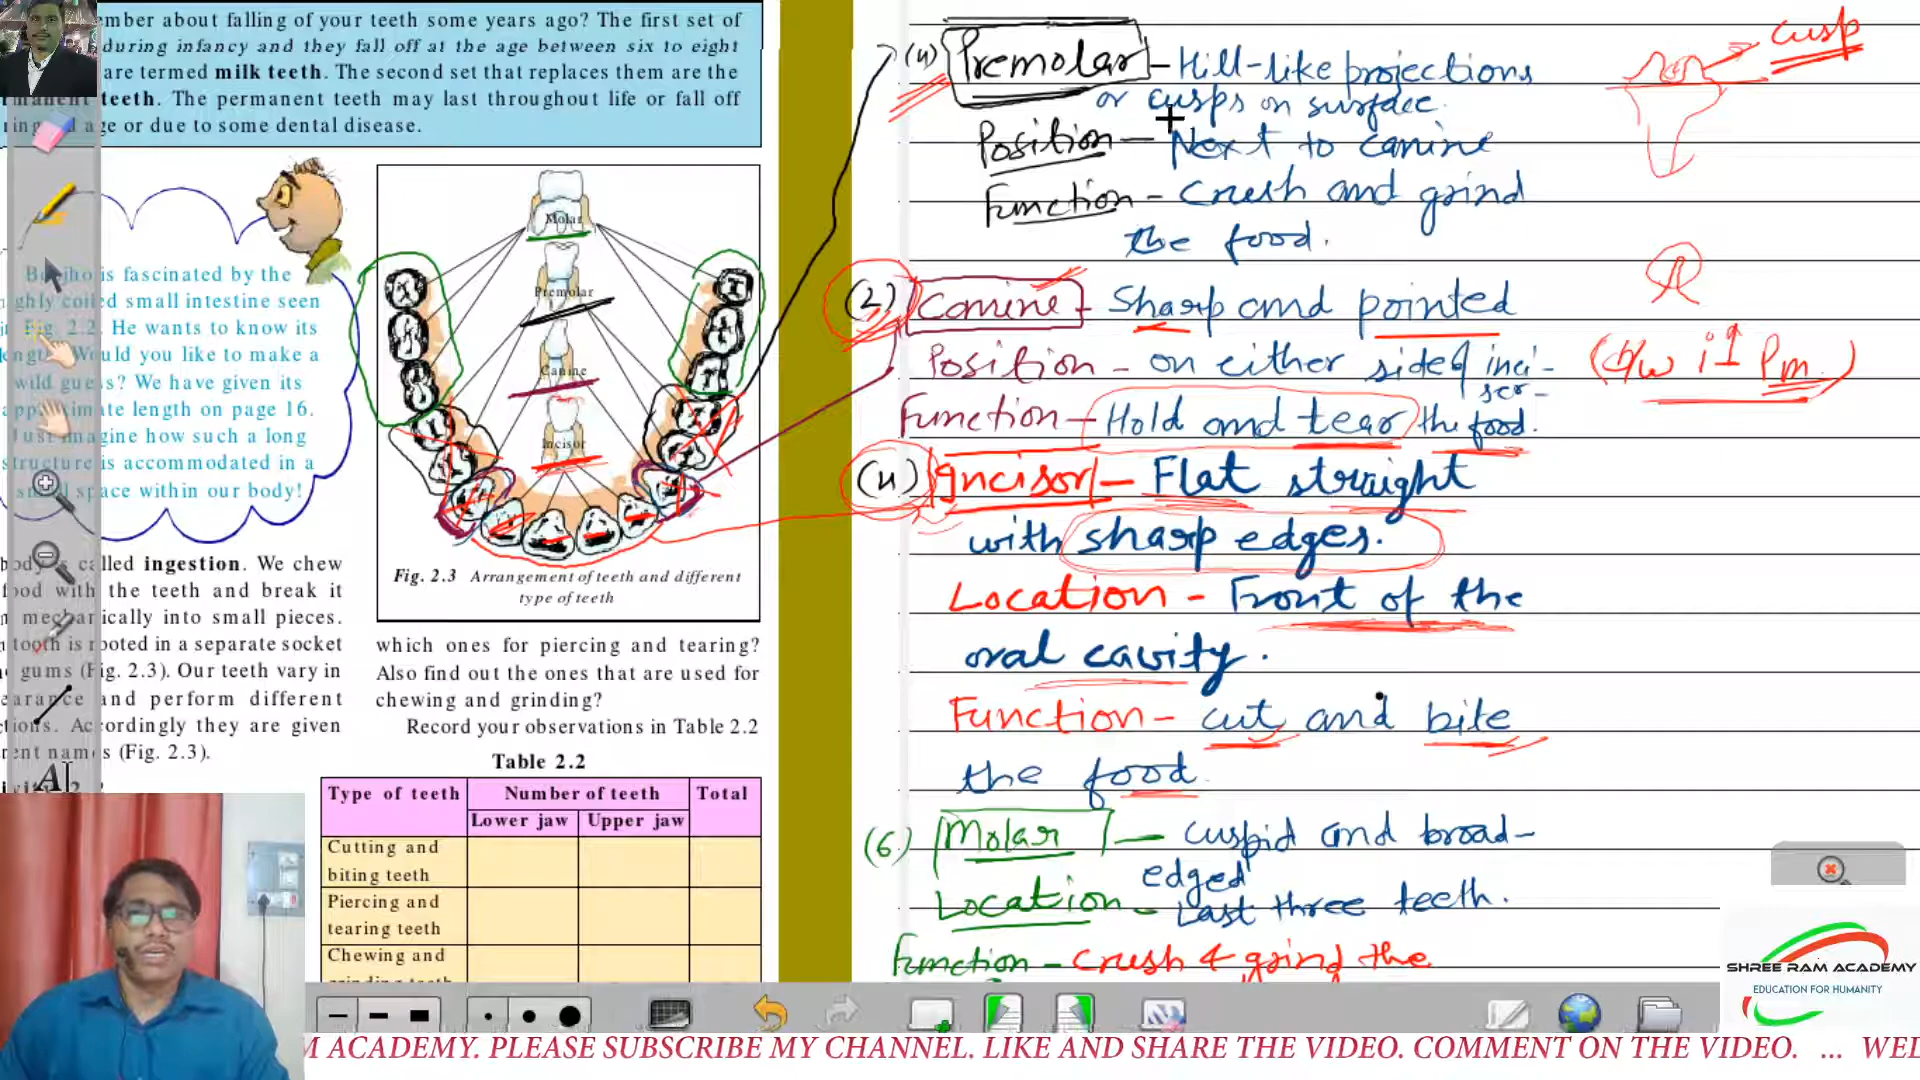 mber about falling of your teeth some years ago? The first set of
during infancy and they fall off at the age between six to eight
are termed milk teeth. The second set that replaces them are the
teeth. The permanent teeth may last throughout life or fall off
age or due to some dental disease.
is fascinated by the
small intestine seen
Fig. 2.2. He wants to know its
Would you like to make a
wild guess? We have given its
length on page 16.
Just imagine how such a long
structure is accommodated in a
space within our body!
Molar
Premolar
Canine
Incisor
Fig. 2.3 Arrangement of teeth and different
type of teeth
called ingestion. We chew
food with the teeth and break it
mechanically into small pieces.
tooth is rooted in a separate socket
gums (Fig. 2.3). Our teeth vary in
and perform different
Accordingly they are given
names (Fig. 2.3).
which ones for piercing and tearing?
Also find out the ones that are used for
chewing and grinding?
Record your observations in Table 2.2
Table 2.2
Type of teeth Number of teeth Total
Lower jaw Upper jaw
Cutting and
biting teeth
Piercing and
tearing teeth
Chewing and
grinding teeth
(4) Premolar - Hill-like projections
or cusps on surface.
cusp
Position - Next to canine
Function - Crush and grind
the food.
(2) Canine - Sharp and pointed
Position - on either side of inci-
ser-
(b/w i & Pm)
Function - Hold and tear the food.
(4) Incisor - Flat straight
with sharp edges.
Location - Front of the
oral cavity.
Function - cut and bite
the food.
(6) Molar - cuspid and broad-
edged
Location - Last three teeth.
Function - crush & grind the
SHREE RAM ACADEMY
EDUCATION FOR HUMANITY
M ACADEMY. PLEASE SUBSCRIBE MY CHANNEL. LIKE AND SHARE THE VIDEO. COMMENT ON THE VIDEO. ... WEL